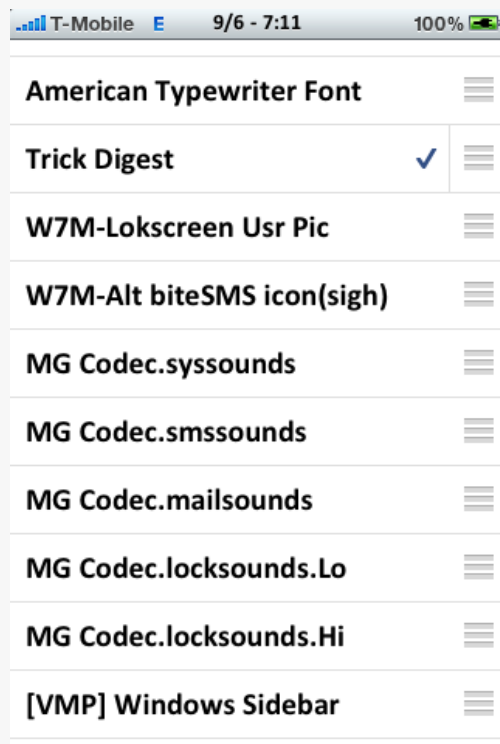 T-Mobile E 9/6 - 7:11 100%
American Typewriter Font
Trick Digest
W7M-Lokscreen Usr Pic
W7M-Alt biteSMS icon(sigh)
MG Codec.syssounds
MG Codec.smssounds
MG Codec.mailsounds
MG Codec.locksounds.Lo
MG Codec.locksounds.Hi
[VMP] Windows Sidebar